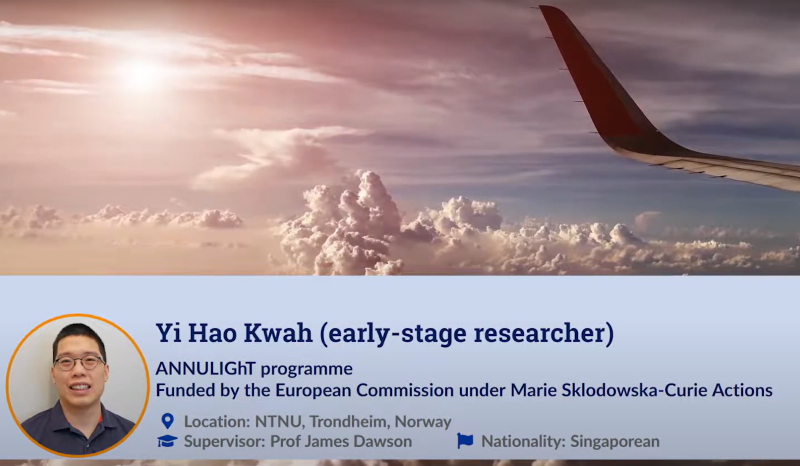 Yi Hao Kwah (early-stage researcher)
ANNULIGhT programme
Funded by the European Commission under Marie Sklodowska-Curie Actions
Location: NTNU, Trondheim, Norway
Supervisor: Prof James Dawson Nationality: Singaporean